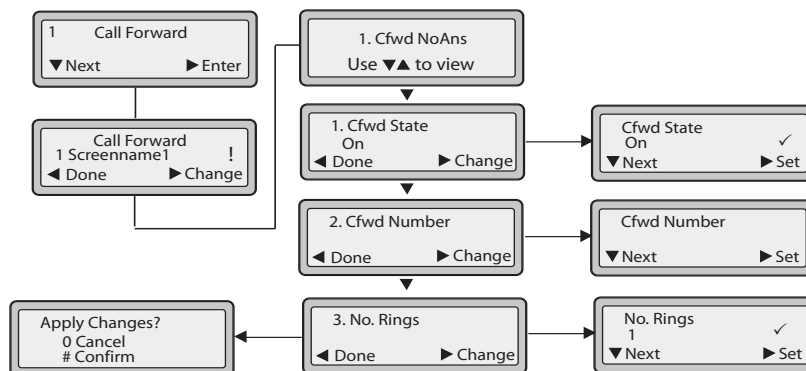 1 Call Forward
▼Next ▶Enter
Call Forward
1 Screenname1 !
◀ Done ▶Change
1. Cfwd NoAns
Use ▼▲ to view
1. Cfwd State
On
◀ Done ▶Change
Cfwd State
On ✓
▼Next ▶Set
2. Cfwd Number
◀ Done ▶Change
Cfwd Number
▼Next ▶Set
3. No. Rings
◀ Done ▶Change
No. Rings
1 ✓
▼Next ▶Set
Apply Changes?
0 Cancel
# Confirm